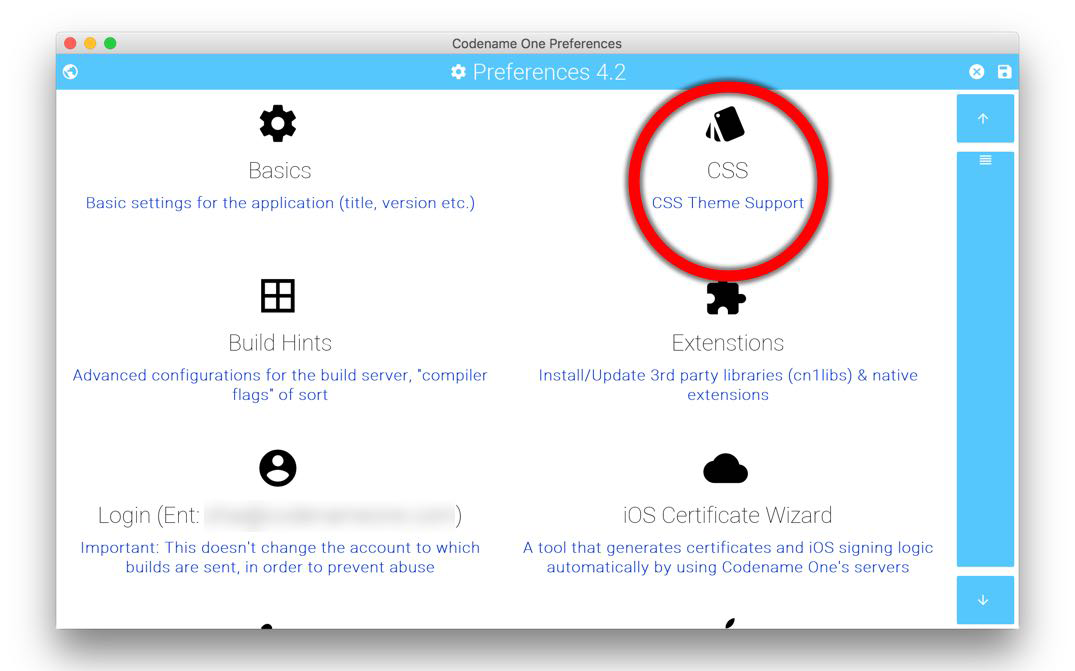 Codename One Preferences
Preferences 4.2
Basics
Basic settings for the application (title, version etc.)
CSS
CSS Theme Support
Build Hints
Advanced configurations for the build server, "compiler
flags" of sort
Extenstions
Install/Update 3rd party libraries (cn1libs) & native
extensions
Login (Ent: )
Important: This doesn't change the account to which
builds are sent, in order to prevent abuse
iOS Certificate Wizard
A tool that generates certificates and iOS signing logic
automatically by using Codename One's servers